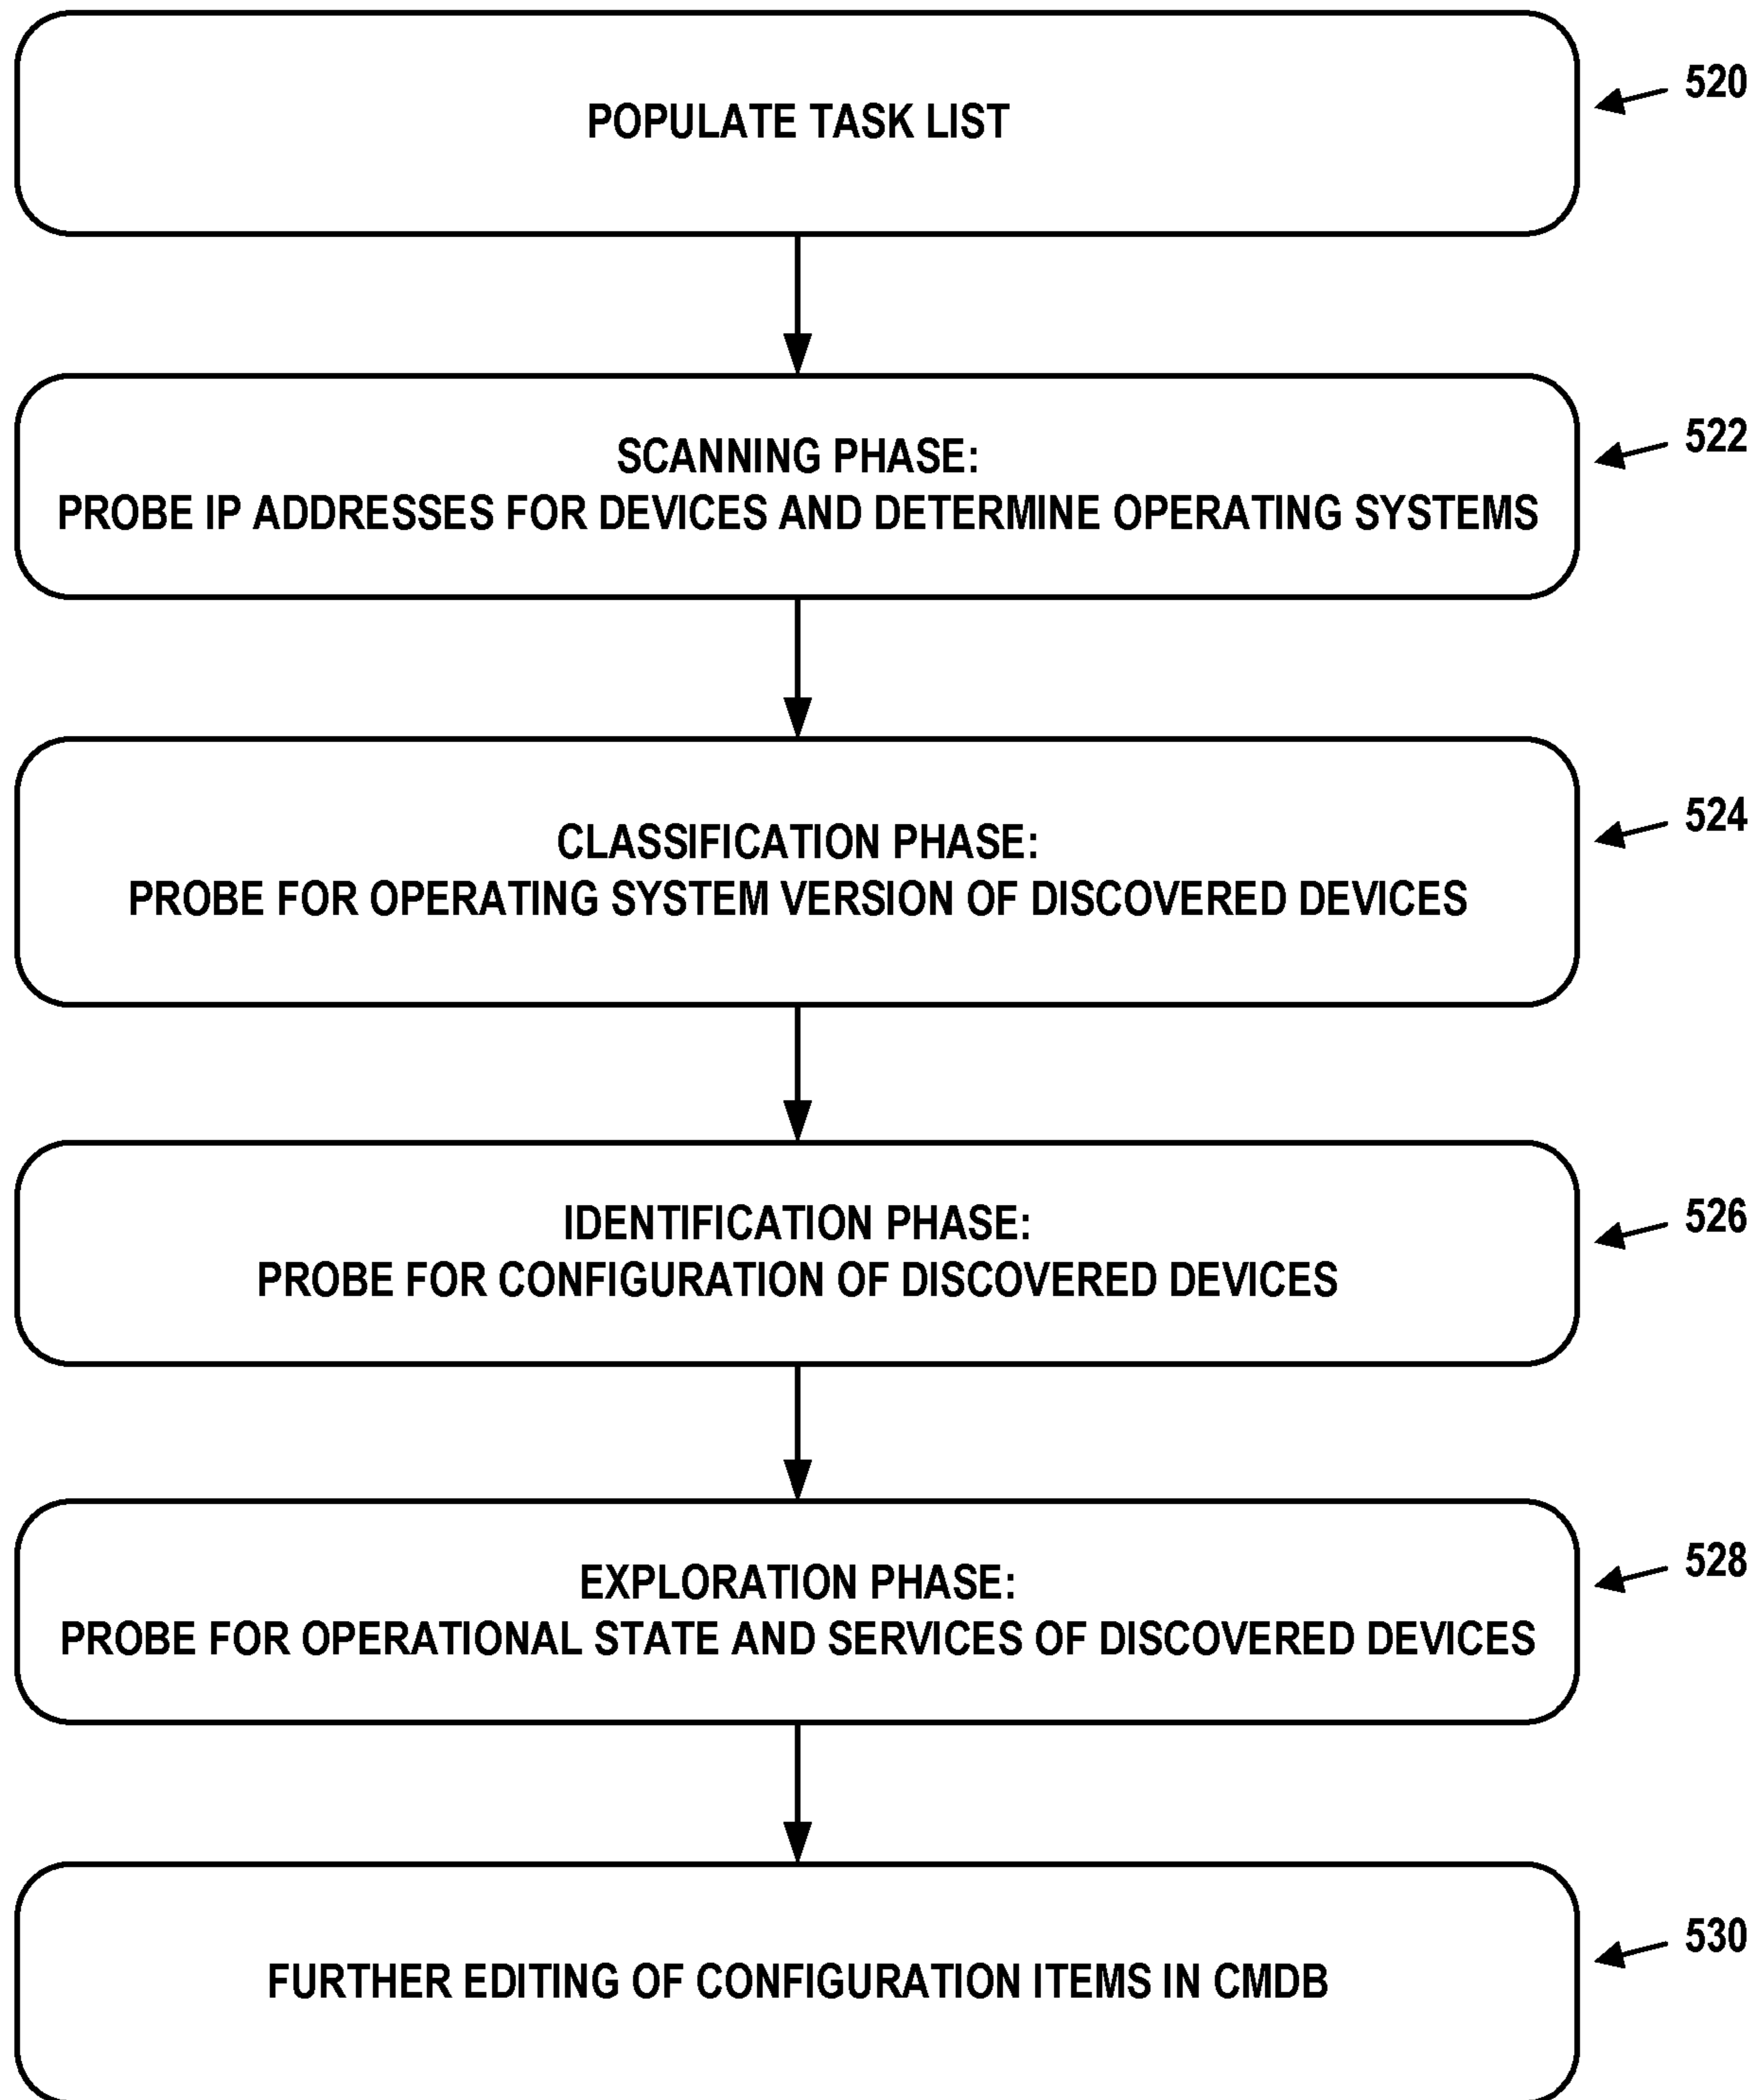 POPULATE TASK LIST
520
SCANNING PHASE:
PROBE IP ADDRESSES FOR DEVICES AND DETERMINE OPERATING SYSTEMS
522
CLASSIFICATION PHASE:
PROBE FOR OPERATING SYSTEM VERSION OF DISCOVERED DEVICES
524
IDENTIFICATION PHASE:
PROBE FOR CONFIGURATION OF DISCOVERED DEVICES
526
EXPLORATION PHASE:
PROBE FOR OPERATIONAL STATE AND SERVICES OF DISCOVERED DEVICES
528
FURTHER EDITING OF CONFIGURATION ITEMS IN CMDB
530